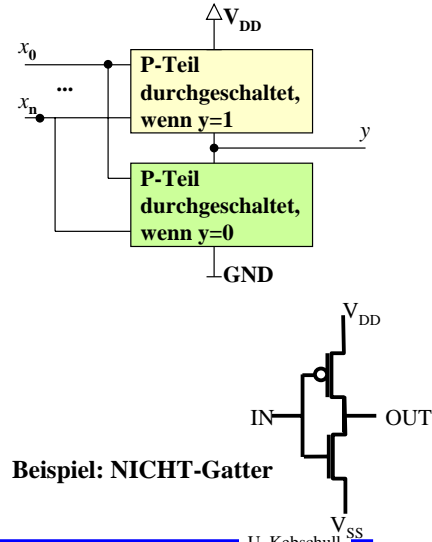 V_DD
x_0
...
x_n
P-Teil
durchgeschaltet,
wenn y=1
y
P-Teil
durchgeschaltet,
wenn y=0
GND
V_DD
IN
OUT
Beispiel: NICHT-Gatter
V_SS
U. Kebschull